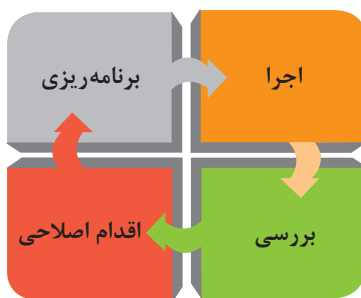 برنامه‌ریزی
اجرا
بررسی
اقدام اصلاحی